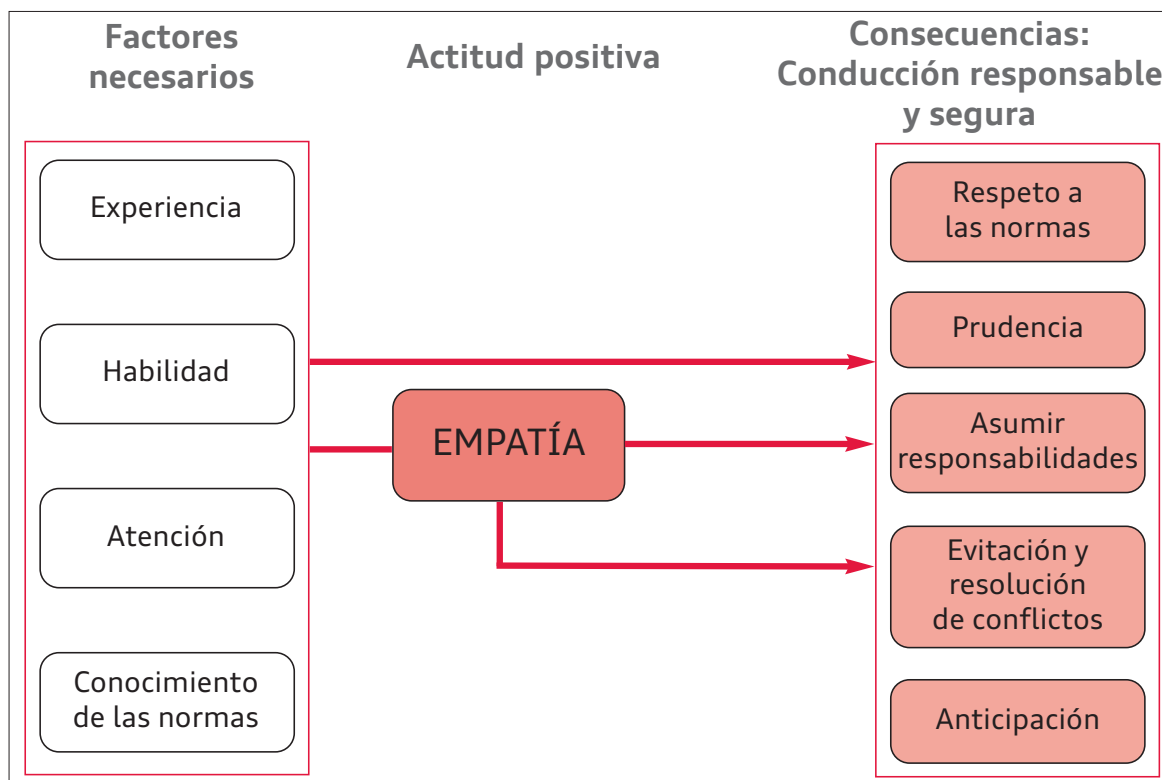 Factores
necesarios
Actitud positiva
Consecuencias:
Conducción responsable
y segura
Experiencia
Habilidad
Atención
Conocimiento
de las normas
EMPATÍA
Respeto a
las normas
Prudencia
Asumir
responsabilidades
Evitación y
resolución
de conflictos
Anticipación